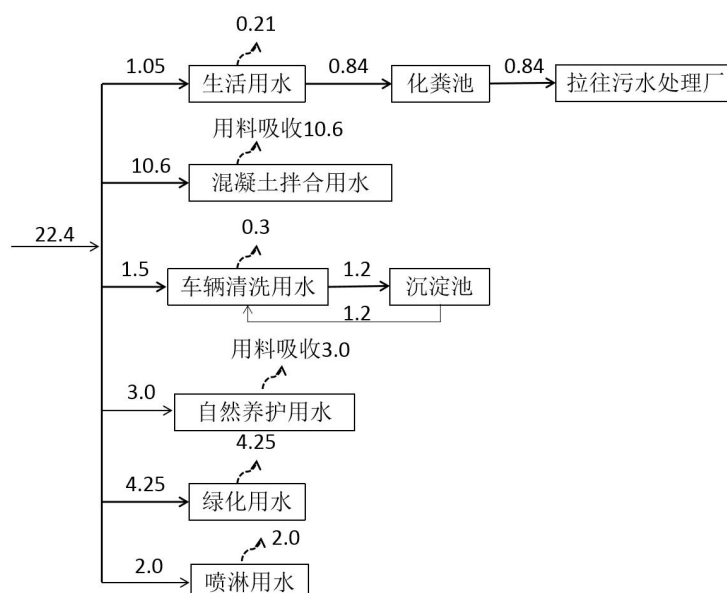 0.21
1.05
生活用水
0.84
化粪池
0.84
拉往污水处理厂
用料吸收10.6
10.6
混凝土拌合用水
22.4
0.3
1.5
车辆清洗用水
1.2
沉淀池
1.2
用料吸收3.0
3.0
自然养护用水
4.25
4.25
绿化用水
2.0
2.0
喷淋用水